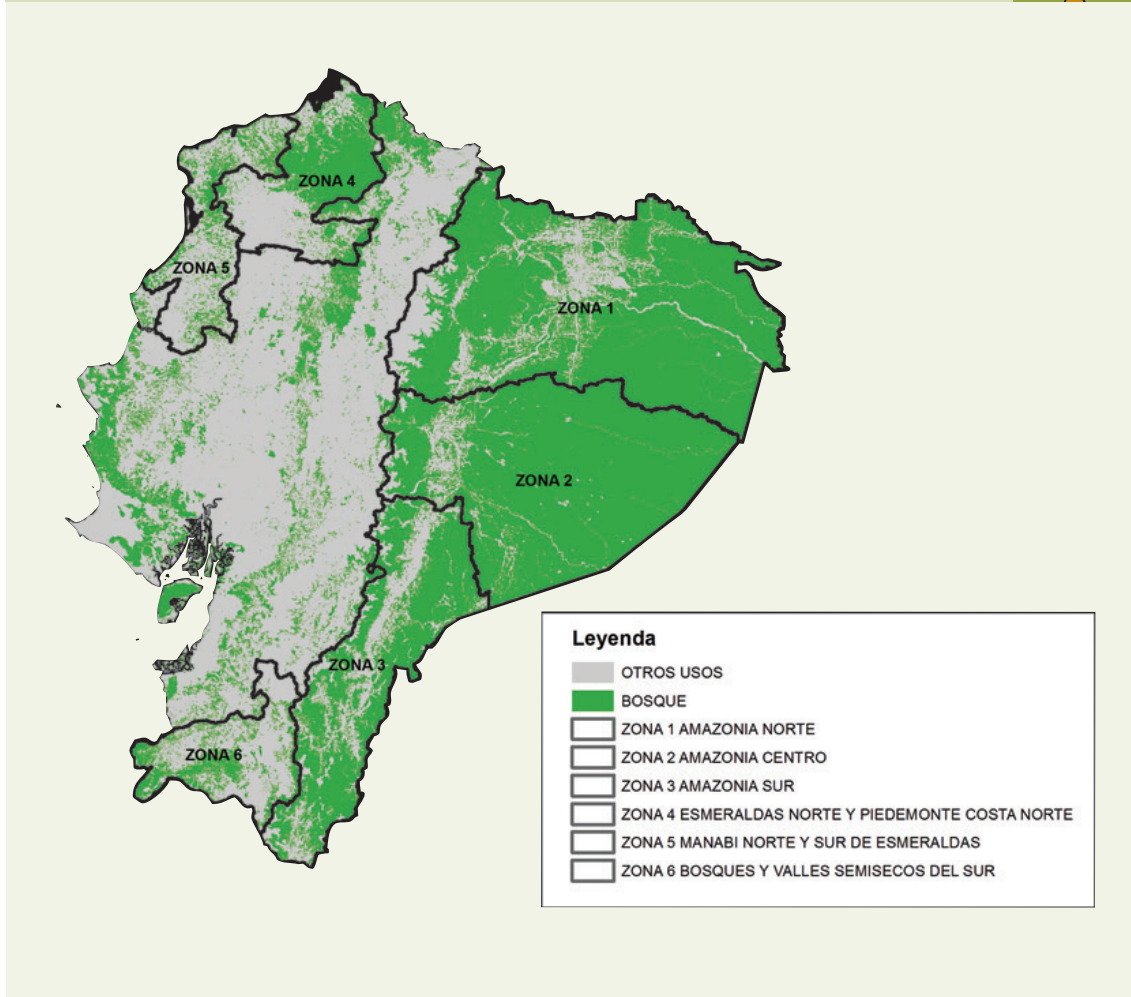 ZONA 4
ZONA 5
ZONA 1
ZONA 2
ZONA 3
ZONA 6
Leyenda
OTROS USOS
BOSQUE
ZONA 1 AMAZONIA NORTE
ZONA 2 AMAZONIA CENTRO
ZONA 3 AMAZONIA SUR
ZONA 4 ESMERALDAS NORTE Y PIEDEMONTE COSTA NORTE
ZONA 5 MANABI NORTE Y SUR DE ESMERALDAS
ZONA 6 BOSQUES Y VALLES SEMISECOS DEL SUR